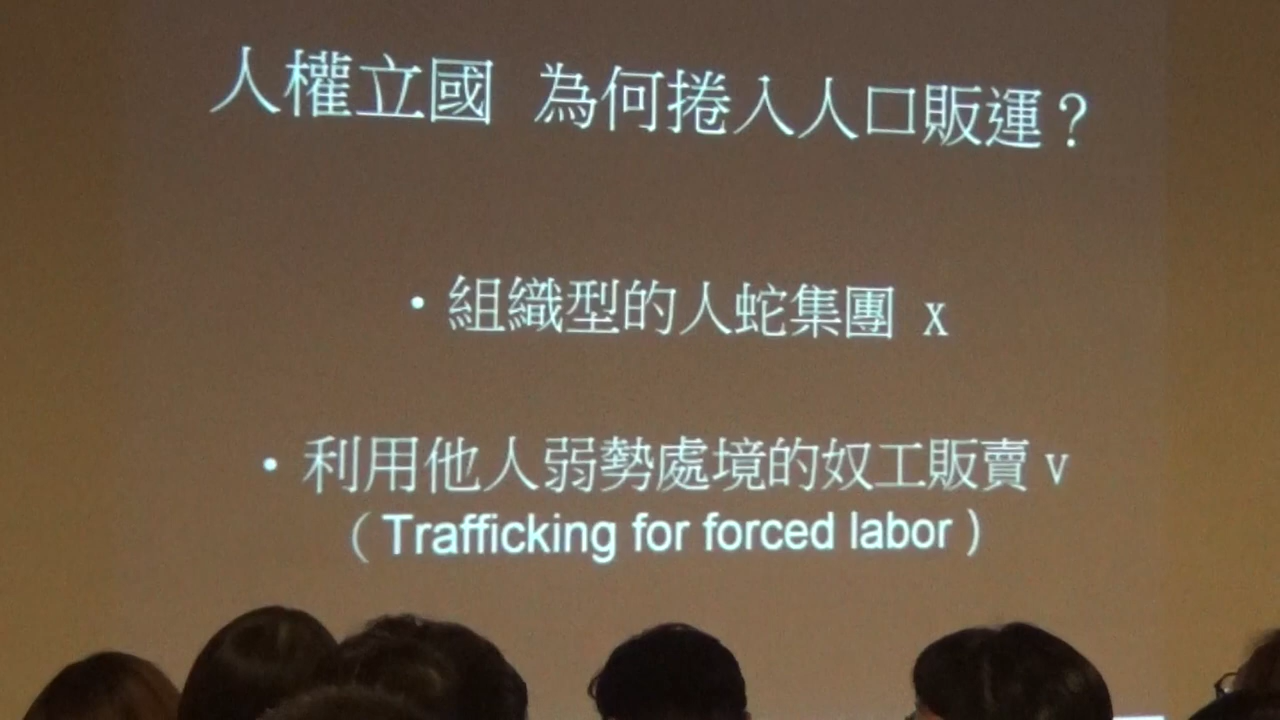 人權立國 為何捲入人口販運？
•組織型的人蛇集團 x
•利用他人弱勢處境的奴工販賣 v
（Trafficking for forced labor）